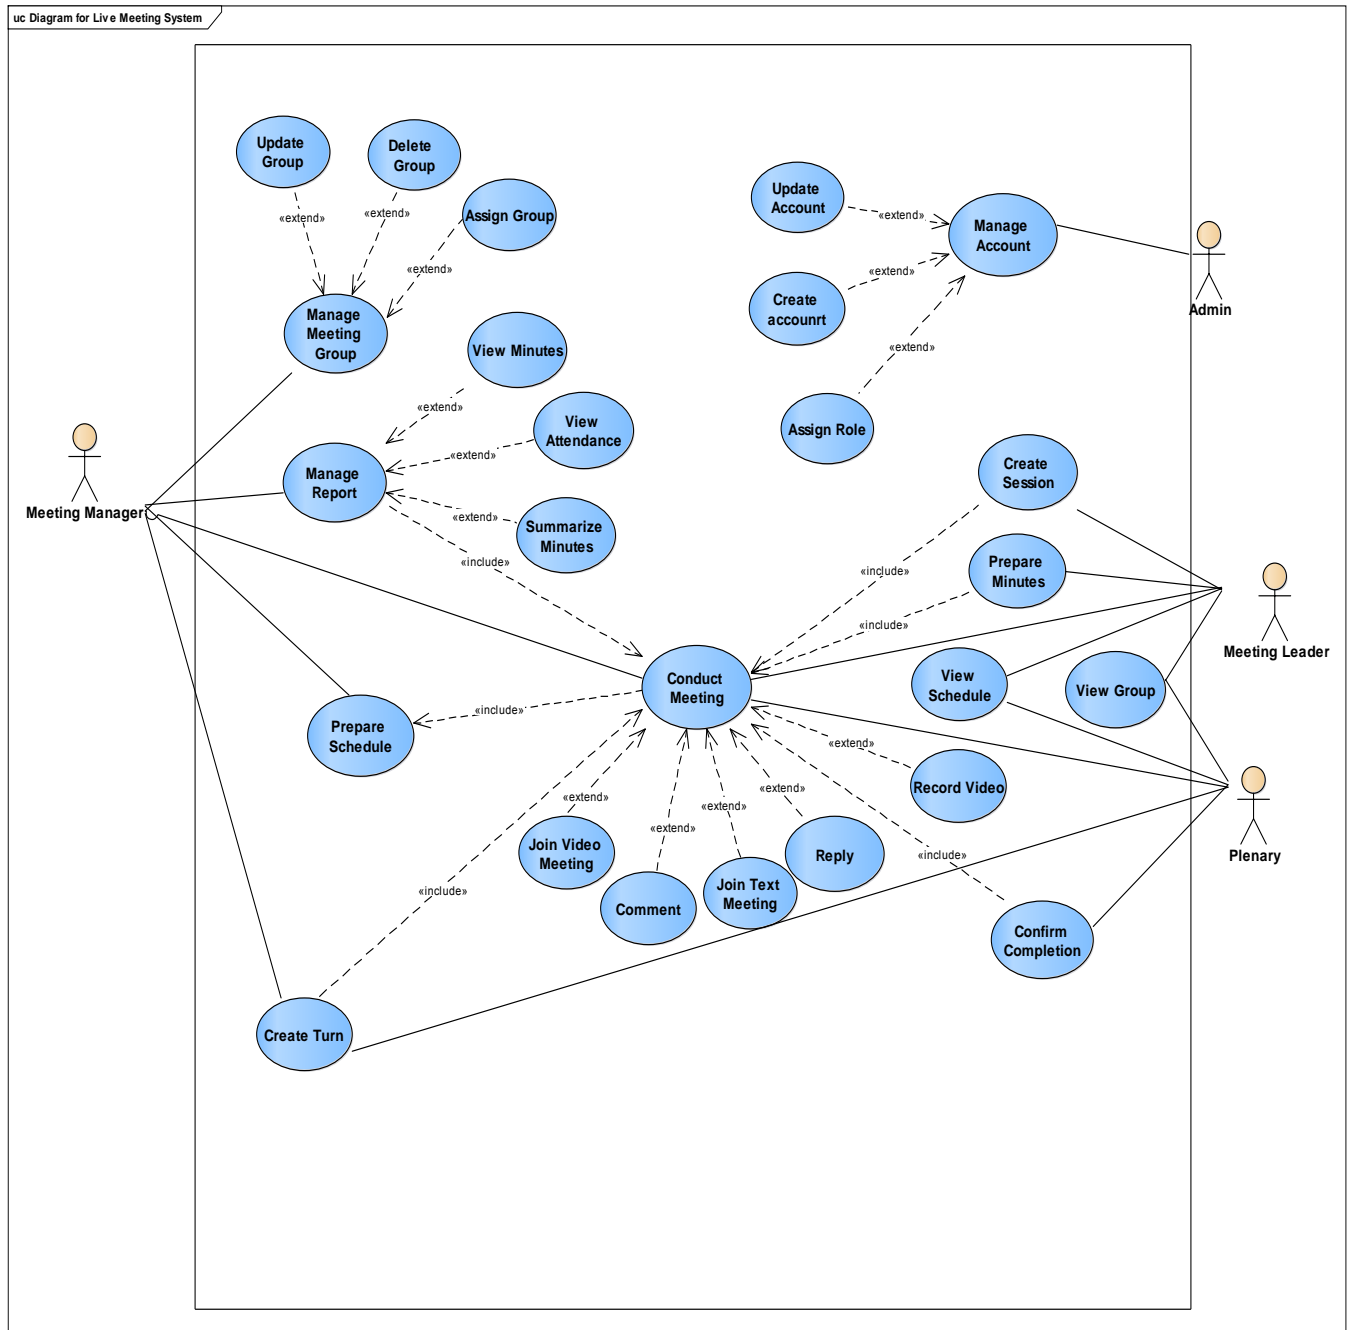 uc Diagram for Live Meeting System
Update
Group
Delete
Group
Assign Group
«extend»
«extend»
«extend»
Manage
Meeting
Group
Update
Account
«extend»
Manage
Account
Create
accounrt
«extend»
«extend»
Assign Role
Admin
View Minutes
«extend»
View
Attendance
«extend»
Manage
Report
«extend»
Summarize
Minutes
«include»
Meeting Manager
Create
Session
«include»
Prepare
Minutes
«include»
Meeting Leader
Conduct
Meeting
View
Schedule
View Group
Prepare
Schedule
«include»
«extend»
Record Video
«extend»
«extend»
«extend»
«extend»
Join Video
Meeting
Comment
Join Text
Meeting
Reply
«include»
«include»
Plenary
Confirm
Completion
Create Turn